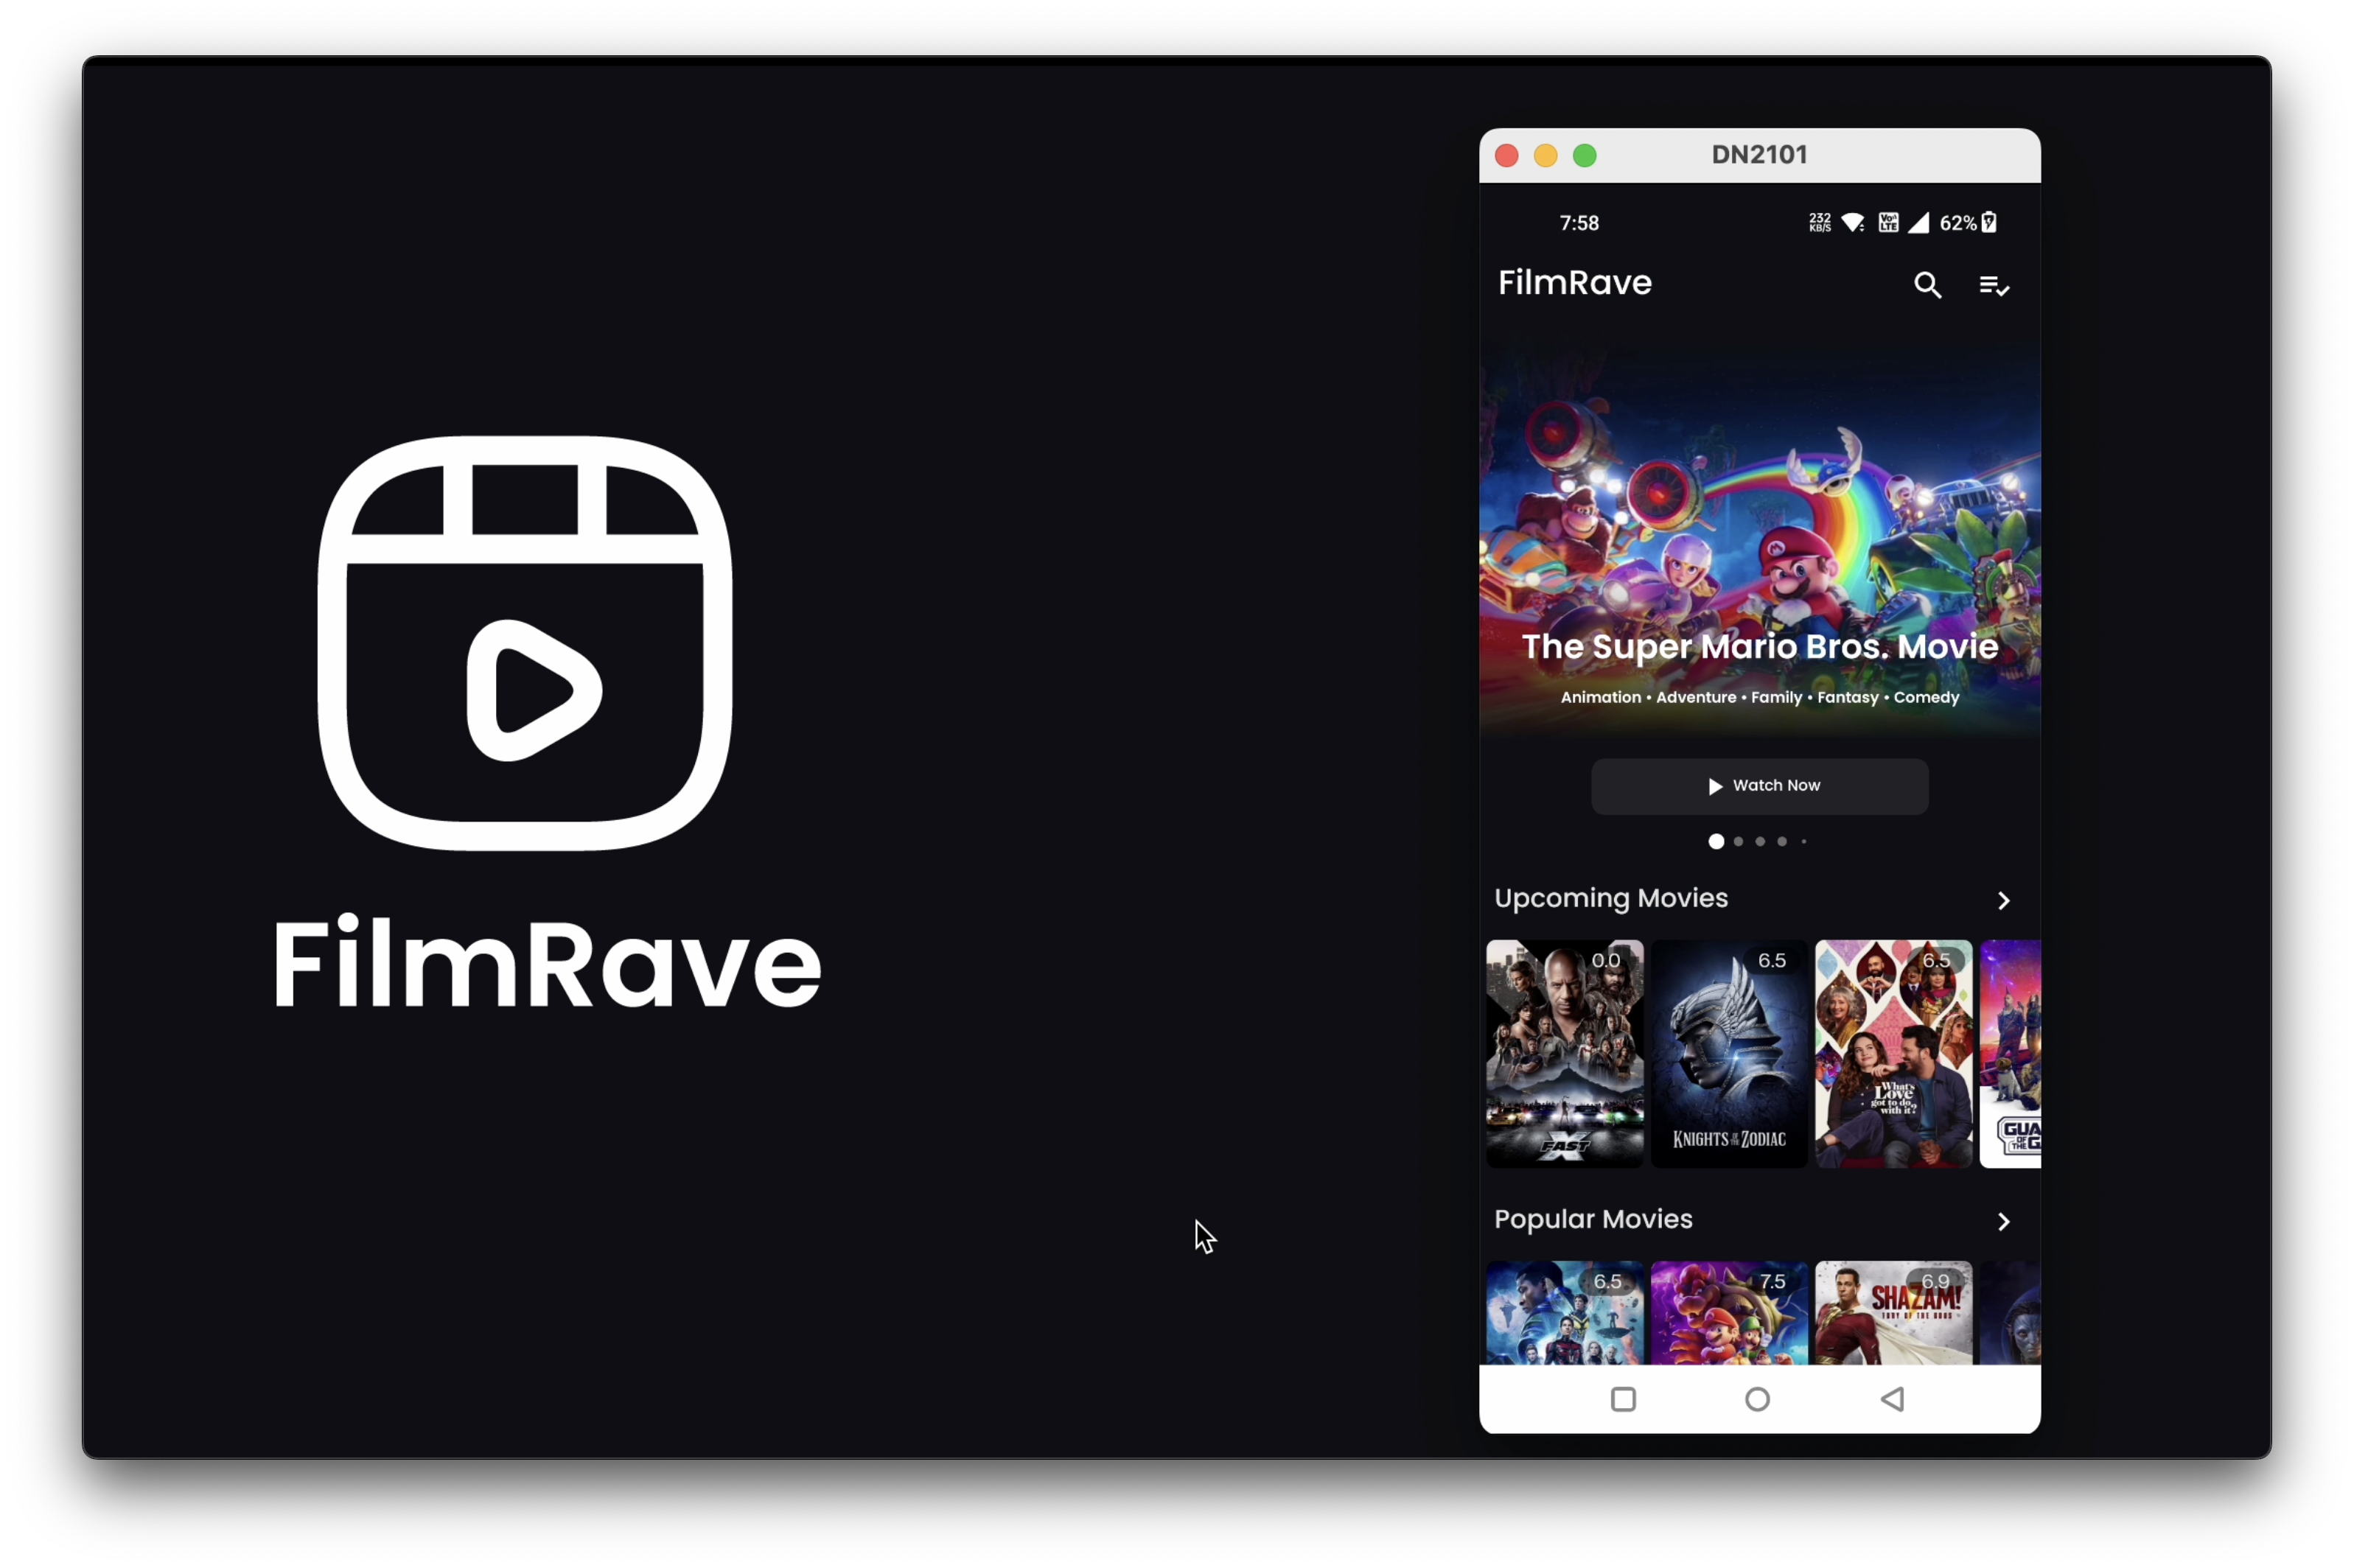 FilmRave
DN2101
7:58
232
KB/S
Vo
LTE
62%
FilmRave
The Super Mario Bros. Movie
Animation • Adventure • Family • Fantasy • Comedy
Watch Now
Upcoming Movies
0.0
6.5
6.5
FAST
X
KNIGHTS OF THE ZODIAC
What's
Love
got to do
with it?
GUA
OF
THE G
Popular Movies
6.5
7.5
6.9
SHAZAM!
FURY OF THE GODS